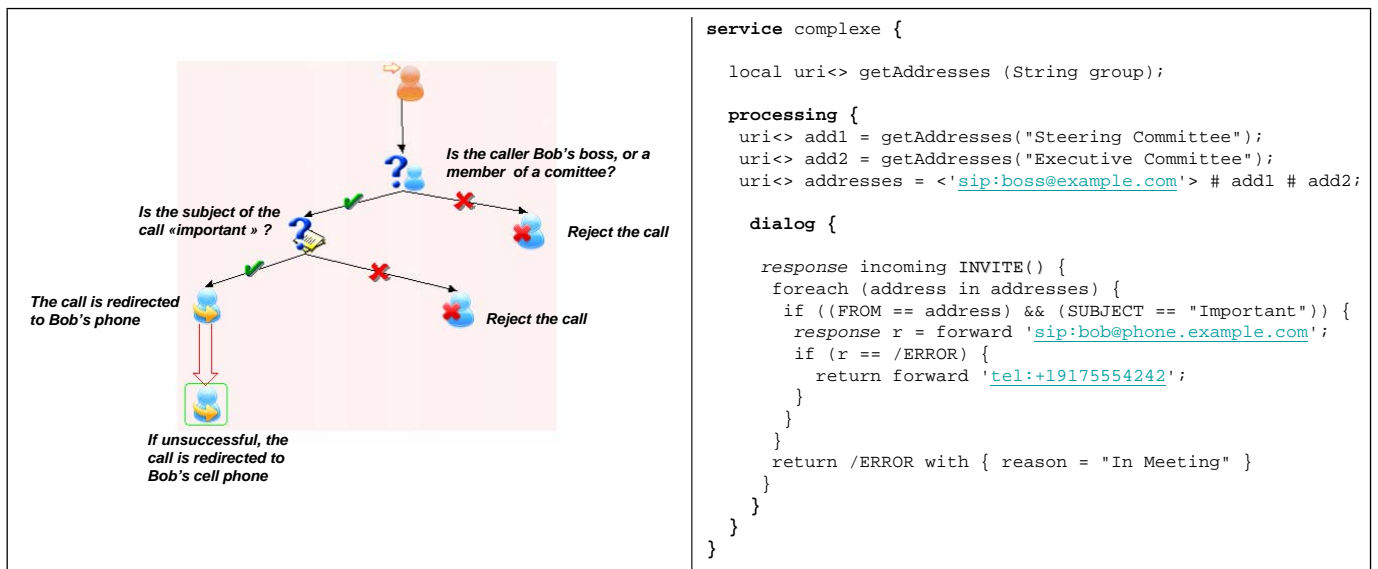 Is the caller Bob's boss, or a
member of a comittee?
Is the subject of the
call «important » ?
Reject the call
The call is redirected
to Bob's phone
Reject the call
If unsuccessful, the
call is redirected to
Bob's cell phone
service complexe {
local uri<> getAddresses (String group);
processing {
uri<> add1 = getAddresses("Steering Committee");
uri<> add2 = getAddresses("Executive Committee");
uri<> addresses = <'sip:boss@example.com'> # add1 # add2;
dialog {
response incoming INVITE() {
foreach (address in addresses) {
if ((FROM == address) && (SUBJECT == "Important")) {
response r = forward 'sip:bob@phone.example.com';
if (r == /ERROR) {
return forward 'tel:+19175554242';
}
}
}
return /ERROR with { reason = "In Meeting" }
}
}
}
}